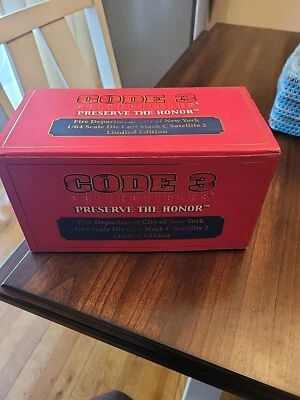 CODE 3
COLLECTIBLES
PRESERVE THE HONOR™
Fire Department City of New York
1/64 Scale Die Cast Mack C Satellite 2
Limited Edition
CODE 3
COLLECTIBLES
PRESERVE THE HONOR™
Fire Department City of New York
1/64 Scale Die Cast Mack C Satellite 2
Limited Edition